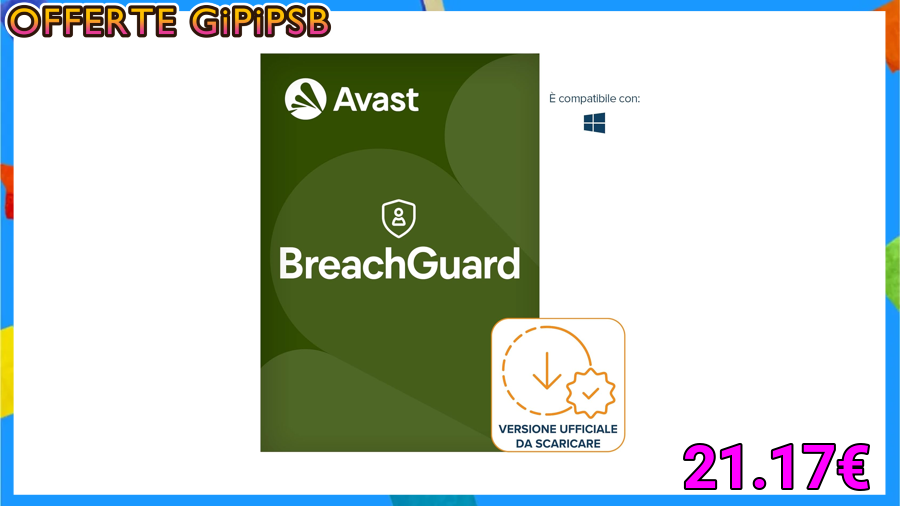 OFFERTE GiPiPSB
Avast
È compatibile con:
BreachGuard
VERSIONE UFFICIALE
DA SCARICARE
21.17€